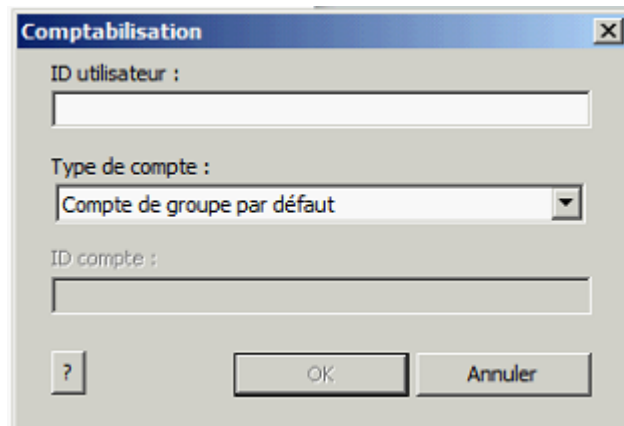 Comptabilisation
ID utilisateur :
Type de compte :
Compte de groupe par défaut
ID compte :
?
OK
Annuler